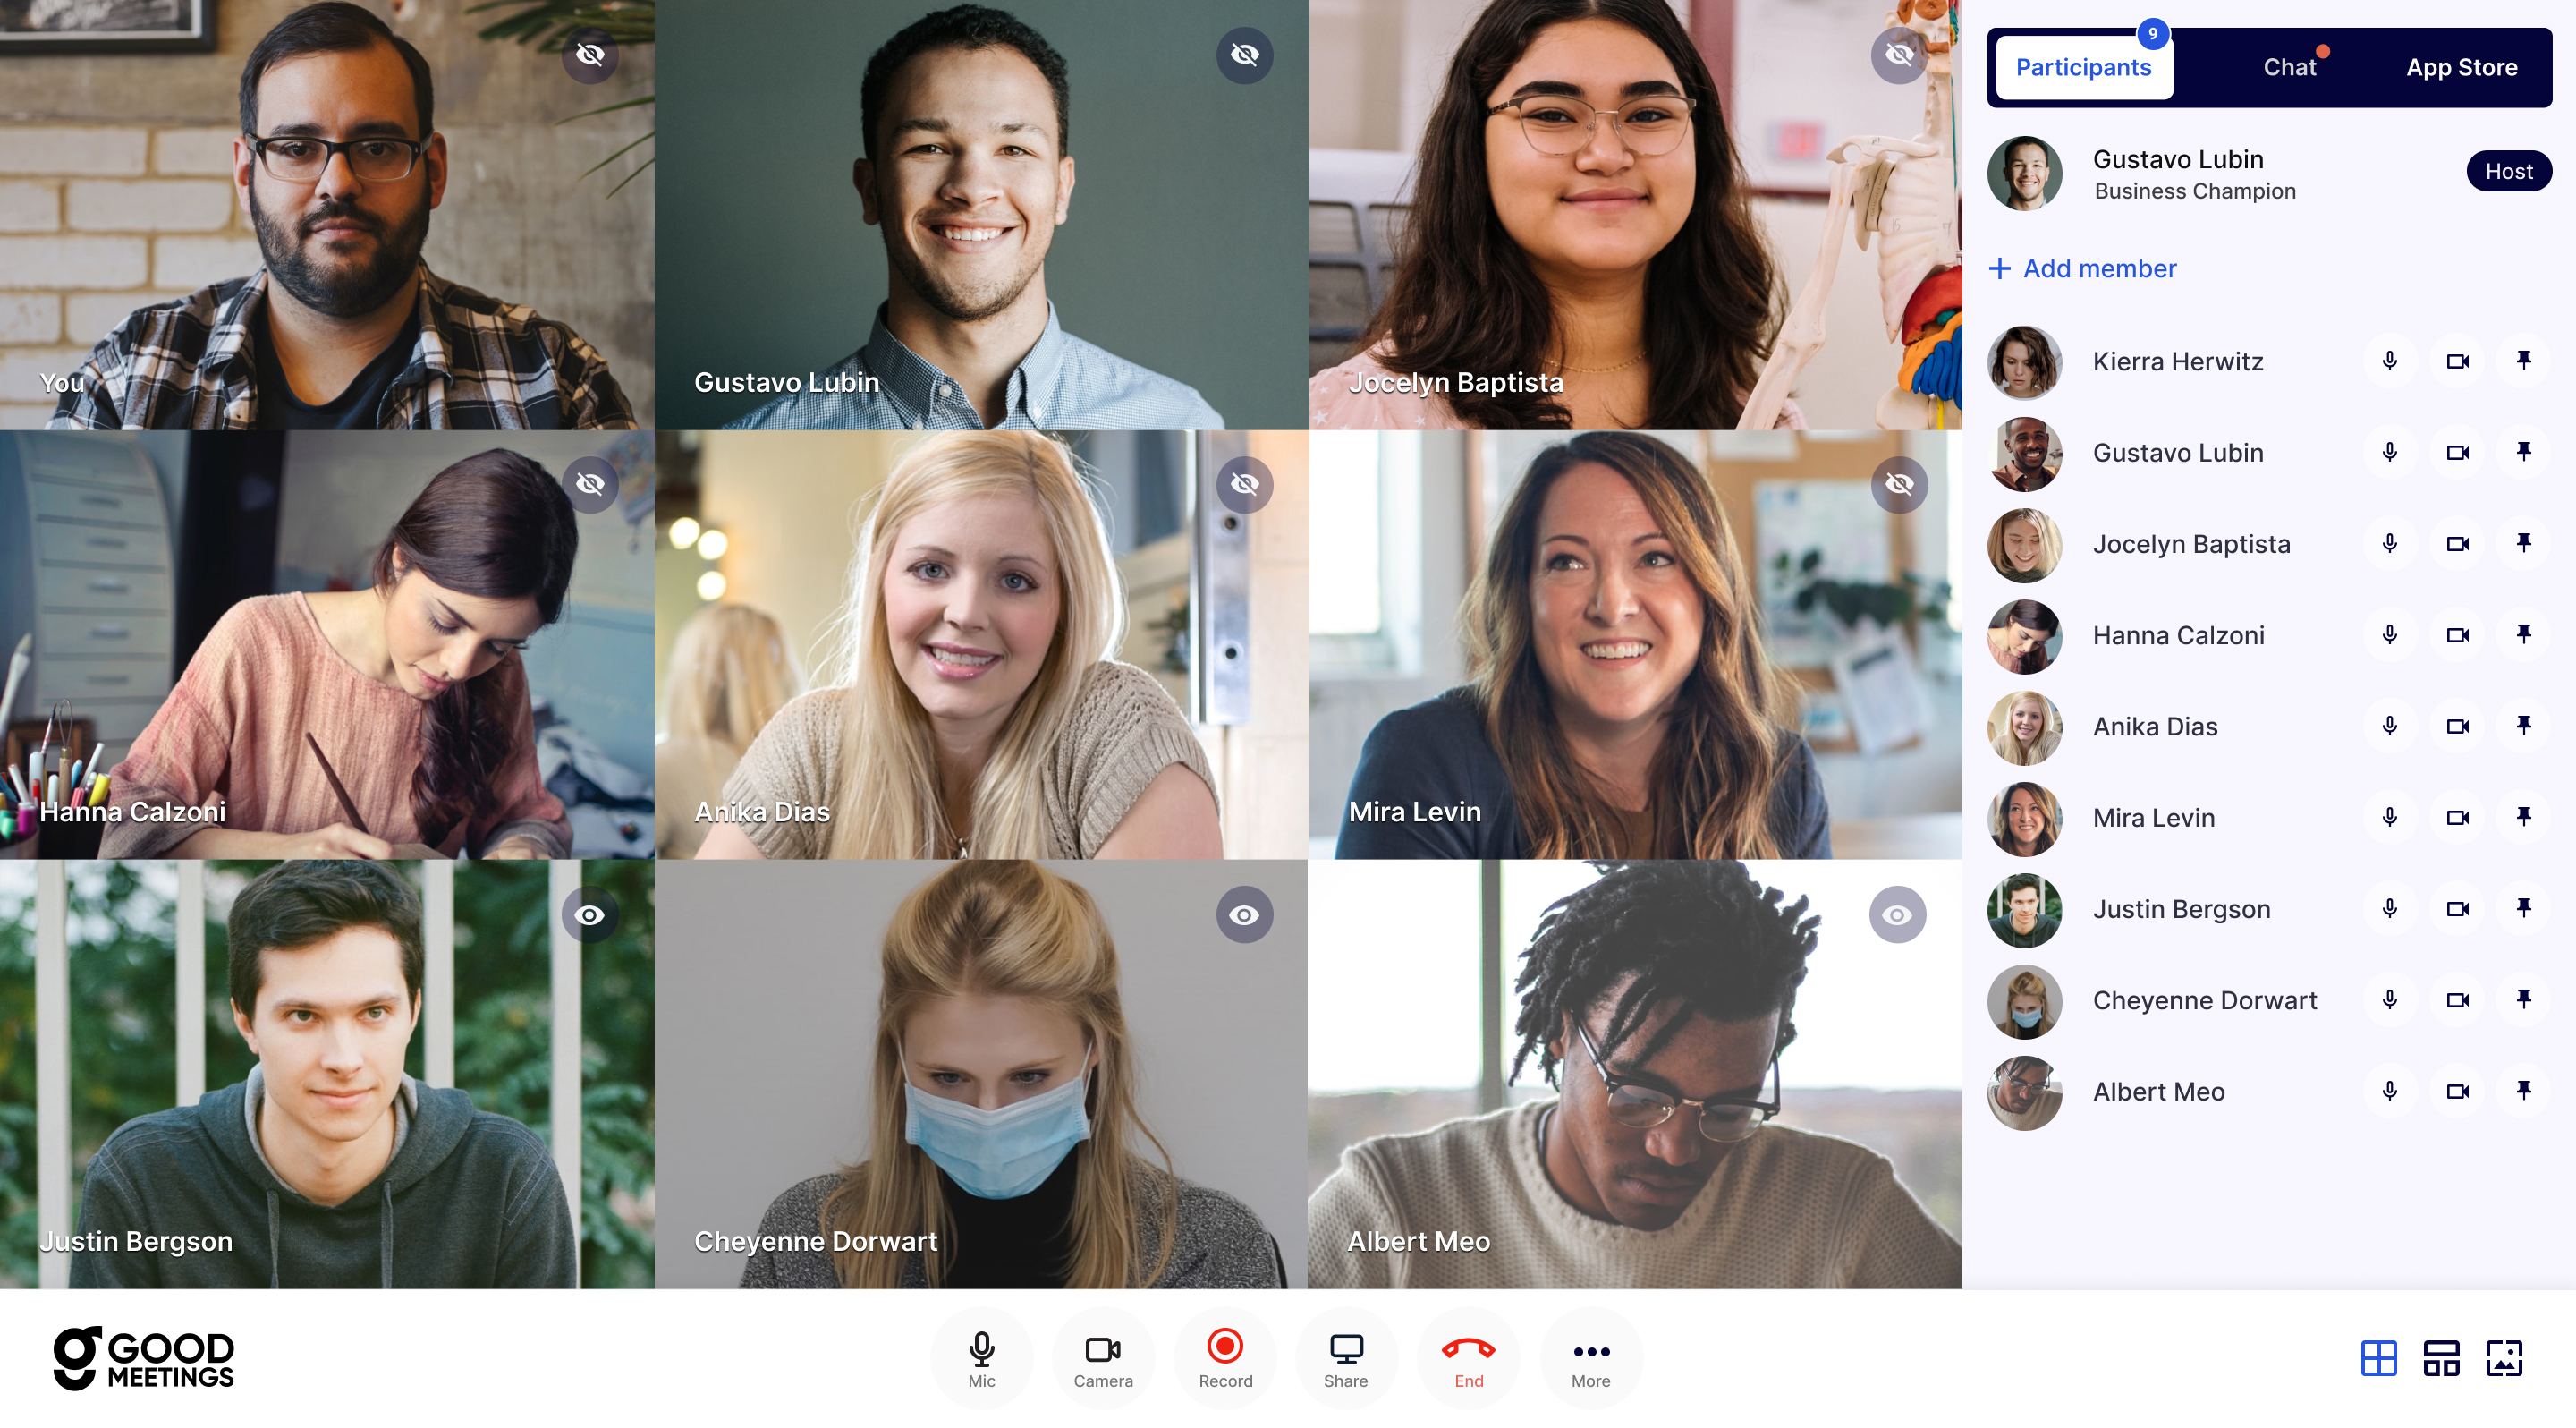 You
Gustavo Lubin
Jocelyn Baptista
Hanna Calzoni
Anika Dias
Mira Levin
Justin Bergson
Cheyenne Dorwart
Albert Meo
9
Participants
Chat
App Store
Gustavo Lubin
Business Champion
Host
+ Add member
Kierra Herwitz
Gustavo Lubin
Jocelyn Baptista
Hanna Calzoni
Anika Dias
Mira Levin
Justin Bergson
Cheyenne Dorwart
Albert Meo
GOOD
MEETINGS
Mic
Camera
Record
Share
End
More